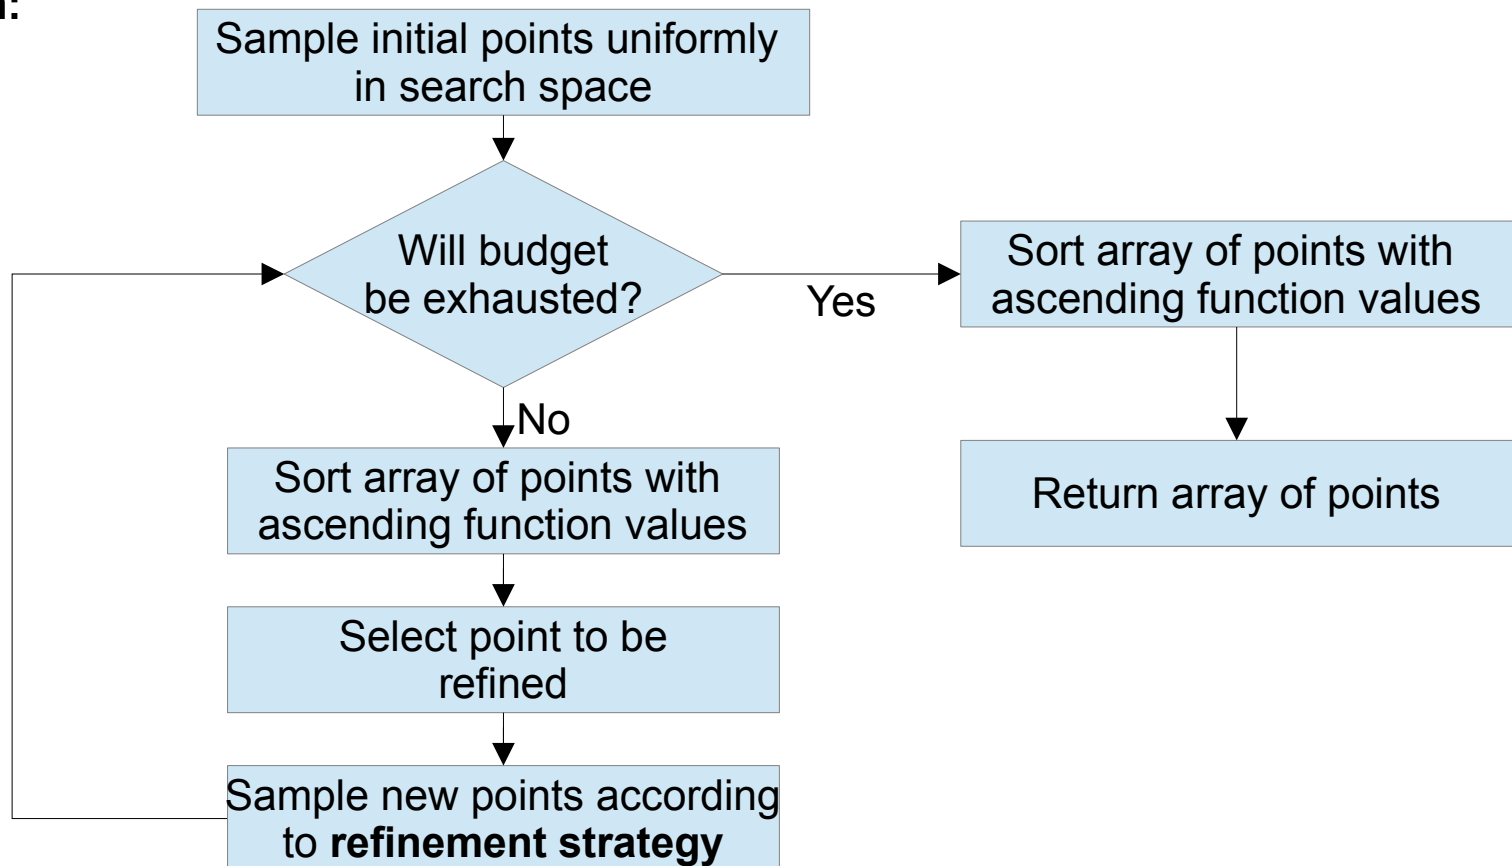 Sample initial points uniformly
in search space
Will budget
be exhausted?
Yes
Sort array of points with
ascending function values
No
Sort array of points with
ascending function values
Return array of points
Select point to be
refined
Sample new points according
to refinement strategy